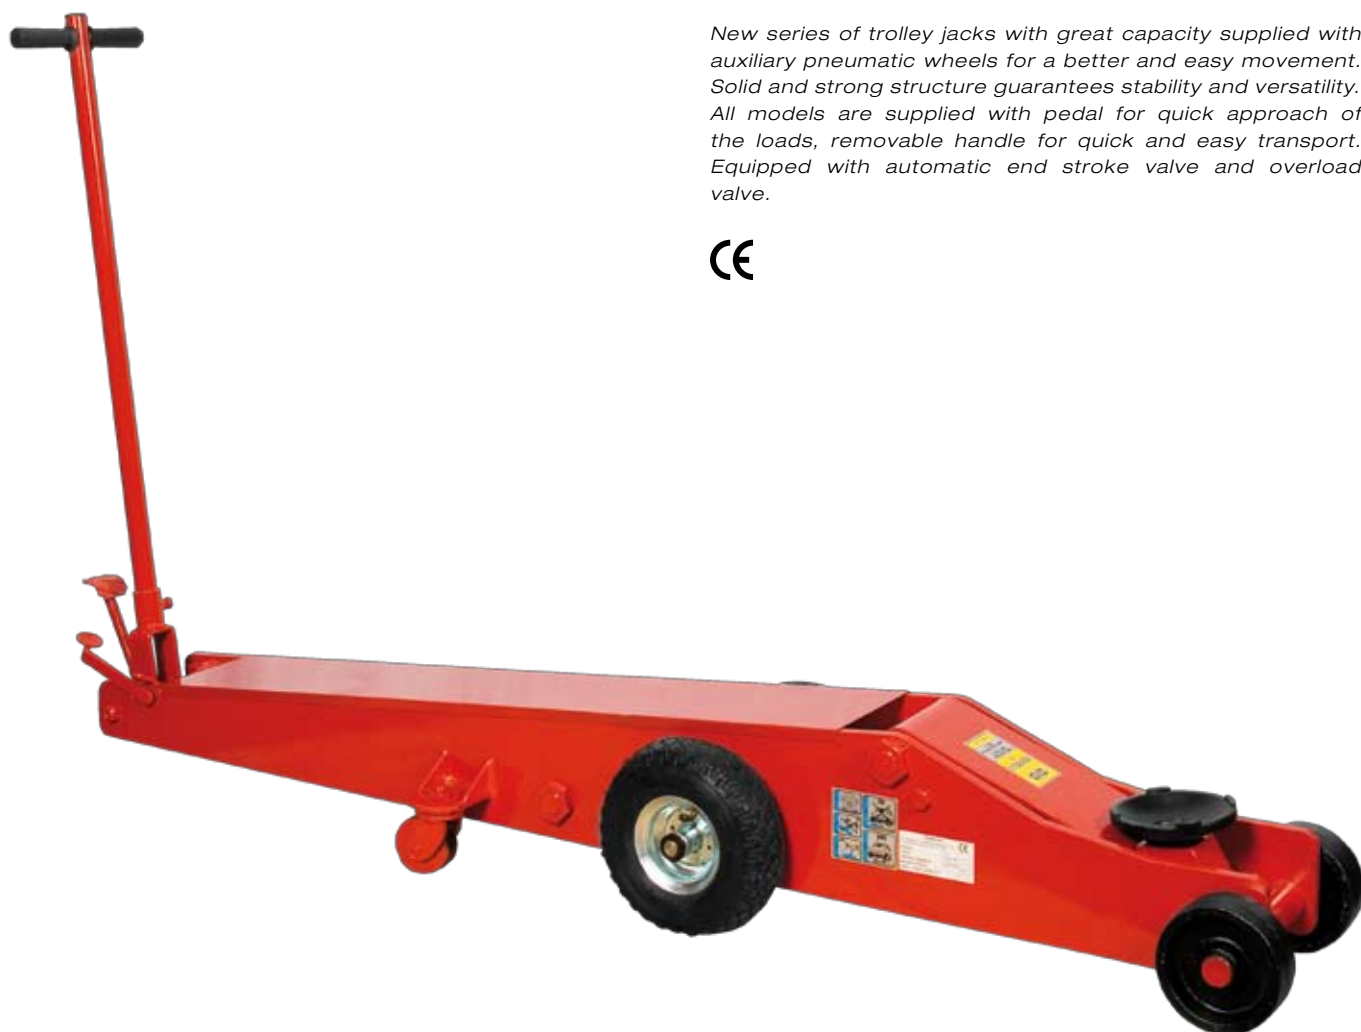 New series of trolley jacks with great capacity supplied with
auxiliary pneumatic wheels for a better and easy movement.
Solid and strong structure guarantees stability and versatility.
All models are supplied with pedal for quick approach of
the loads, removable handle for quick and easy transport.
Equipped with automatic end stroke valve and overload
valve.
CE